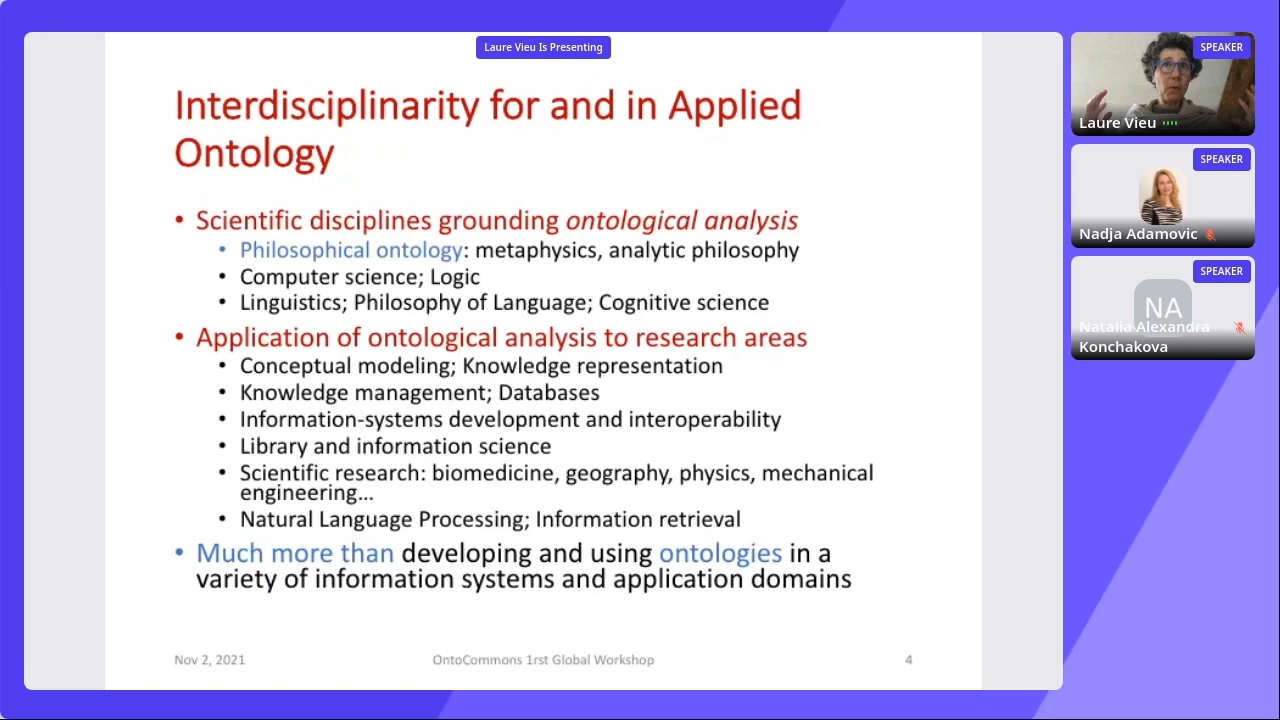 Laure Vieu Is Presenting
Interdisciplinarity for and in Applied
Ontology
• Scientific disciplines grounding ontological analysis
• Philosophical ontology: metaphysics, analytic philosophy
• Computer science; Logic
• Linguistics; Philosophy of Language; Cognitive science
• Application of ontological analysis to research areas
• Conceptual modeling; Knowledge representation
• Knowledge management; Databases
• Information-systems development and interoperability
• Library and information science
• Scientific research: biomedicine, geography, physics, mechanical
engineering…
• Natural Language Processing; Information retrieval
• Much more than developing and using ontologies in a
variety of information systems and application domains
Nov 2, 2021
OntoCommons 1rst Global Workshop
4
SPEAKER
Laure Vieu
SPEAKER
Nadja Adamovic
SPEAKER
NA
Natalia Alexandra
Konchakova